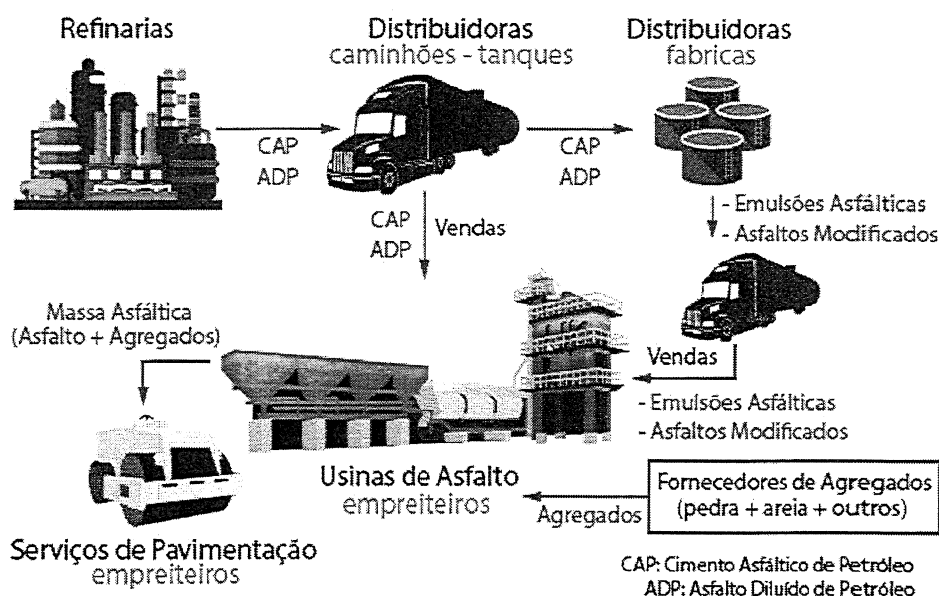 Refinarias
Distribuidoras
caminhões - tanques
Distribuidoras
fabricas
CAP
ADP
CAP
ADP
CAP
ADP
Vendas
- Emulsões Asfálticas
- Asfaltos Modificados
Massa Asfáltica
(Asfalto + Agregados)
Vendas
- Emulsões Asfálticas
- Asfaltos Modificados
Usinas de Asfalto
empreiteiros
Agregados
Fornecedores de Agregados
(pedra + areia + outros)
Serviços de Pavimentação
empreiteiros
CAP: Cimento Asfáltico de Petróleo
ADP: Asfalto Diluído de Petróleo